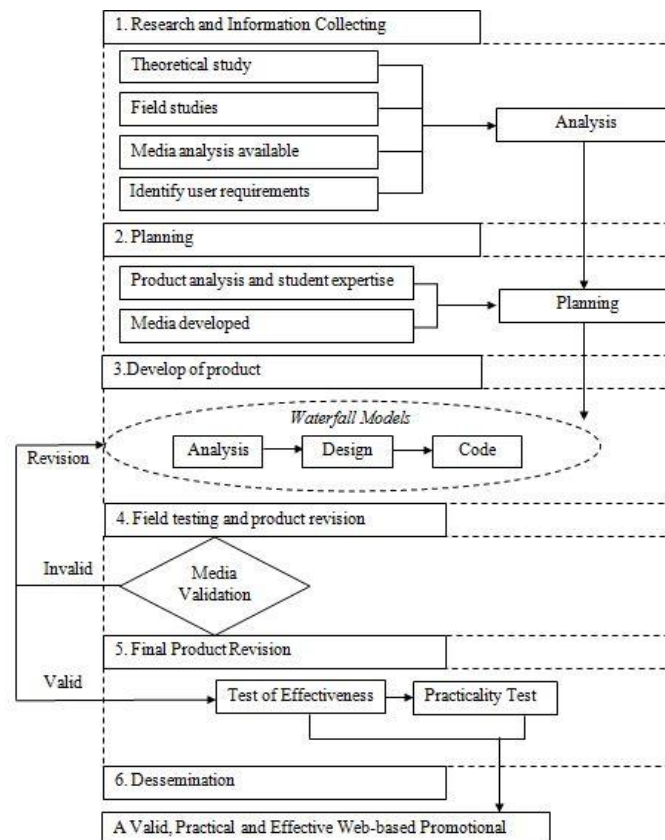 1. Research and Information Collecting
Theoretical study
Field studies
Media analysis available
Identify user requirements
Analysis
2. Planning
Product analysis and student expertise
Media developed
Planning
3.Develop of product
Waterfall Models
Analysis
Design
Code
Revision
4. Field testing and product revision
Invalid
Media
Validation
5. Final Product Revision
Valid
Test of Effectiveness
Practicality Test
6. Dessemination
A Valid, Practical and Effective Web-based Promotional